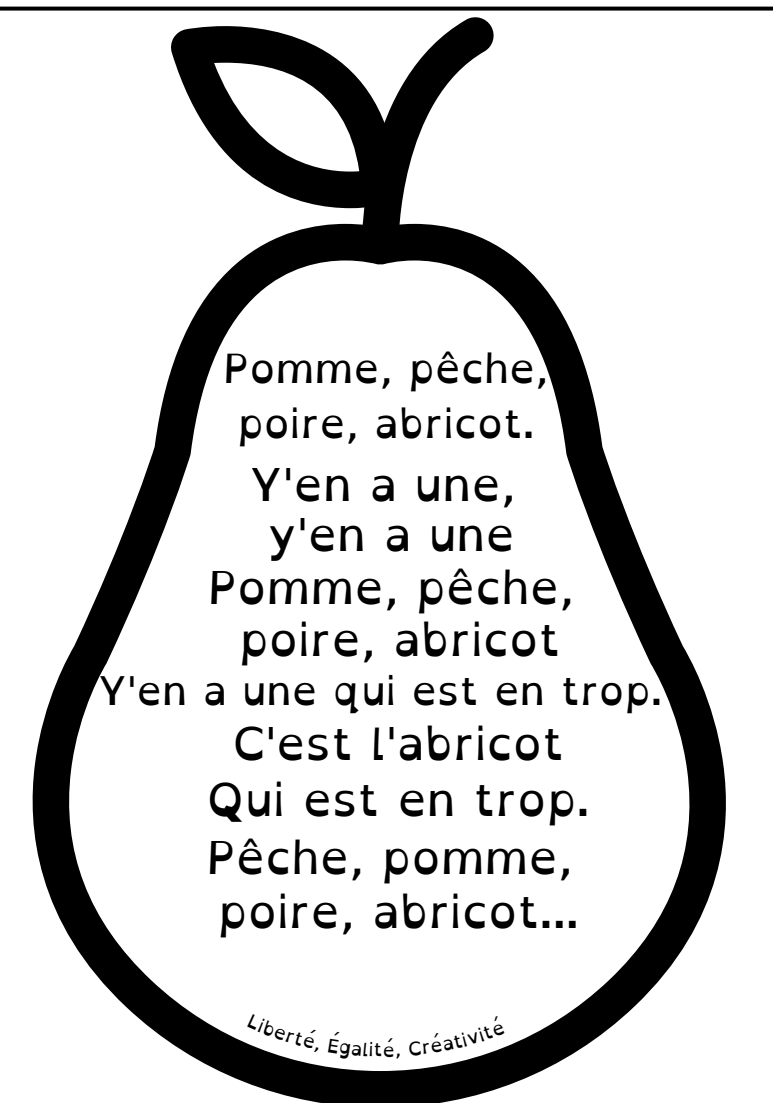 Pomme, pêche,
poire, abricot.
Y'en a une,
y'en a une
Pomme, pêche,
poire, abricot
Y'en a une qui est en trop.
C'est l'abricot
Qui est en trop.
Pêche, pomme,
poire, abricot...
Liberté, Égalité, Créativité